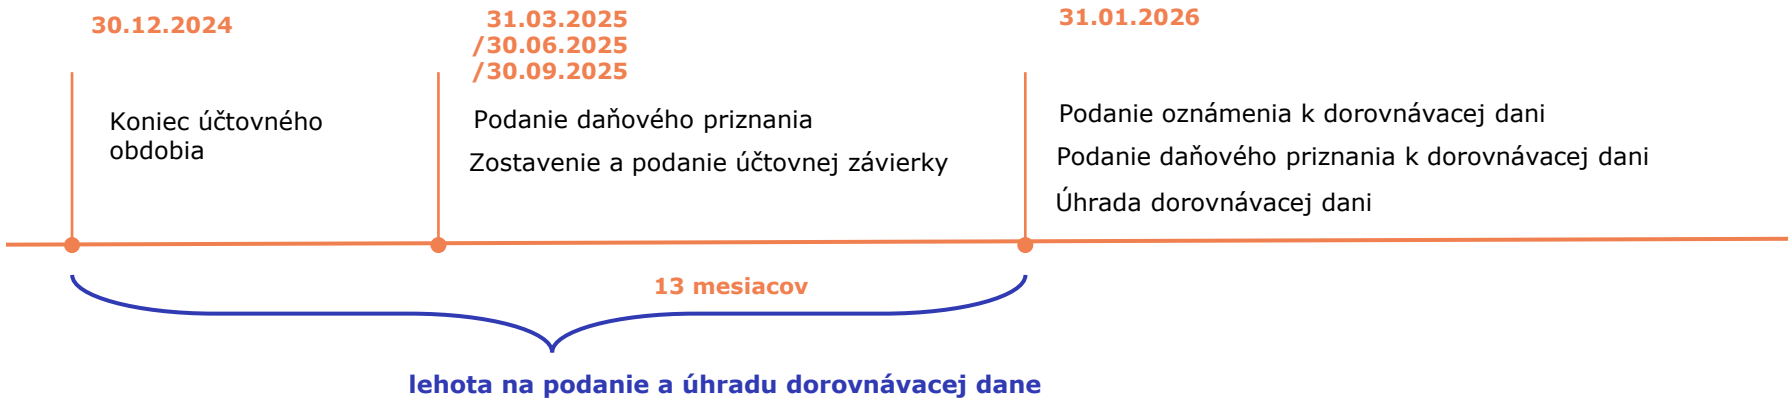 30.12.2024
Koniec účtovného
obdobia
31.03.2025
/30.06.2025
/30.09.2025
Podanie daňového priznania
Zostavenie a podanie účtovnej závierky
31.01.2026
Podanie oznámenia k dorovnávacej dani
Podanie daňového priznania k dorovnávacej dani
Úhrada dorovnávacej dani
13 mesiacov
lehota na podanie a úhradu dorovnávacej dane